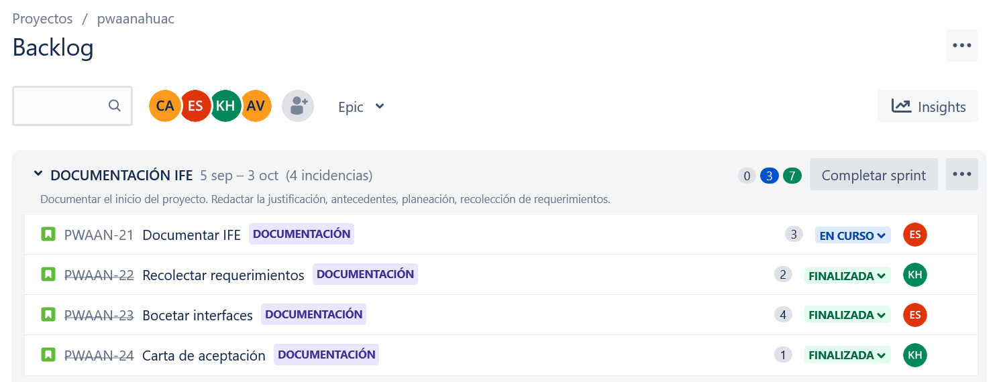 Proyectos / pwaanahuac
Backlog
CA ES KH AV Epic Insights
DOCUMENTACIÓN IFE 5 sep – 3 oct (4 incidencias) 0 3 7 Completar sprint
Documentar el inicio del proyecto. Redactar la justificación, antecedentes, planeación, recolección de requerimientos.
PWAAN-21 Documentar IFE DOCUMENTACIÓN 3 EN CURSO ES
PWAAN-22 Recolectar requerimientos DOCUMENTACIÓN 2 FINALIZADA KH
PWAAN-23 Bocetar interfaces DOCUMENTACIÓN 4 FINALIZADA ES
PWAAN-24 Carta de aceptación DOCUMENTACIÓN 1 FINALIZADA KH